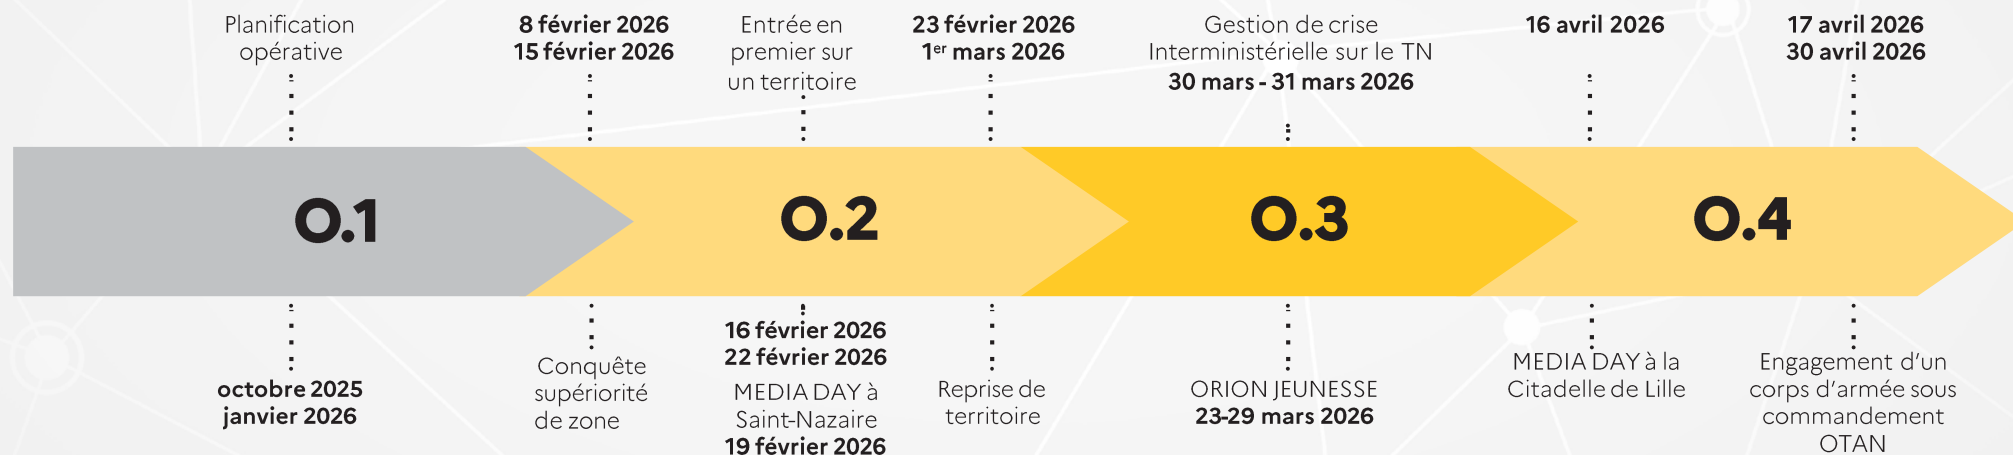 Planification
opérative
8 février 2026
15 février 2026
Entrée en
premier sur
un territoire
23 février 2026
1er mars 2026
Gestion de crise
Interministérielle sur le TN
30 mars - 31 mars 2026
16 avril 2026
17 avril 2026
30 avril 2026
O.1
O.2
O.3
O.4
octobre 2025
janvier 2026
Conquête
supériorité
de zone
16 février 2026
22 février 2026
MEDIA DAY à
Saint-Nazaire
19 février 2026
Reprise de
territoire
ORION JEUNESSE
23-29 mars 2026
MEDIA DAY à la
Citadelle de Lille
Engagement d'un
corps d'armée sous
commandement
OTAN